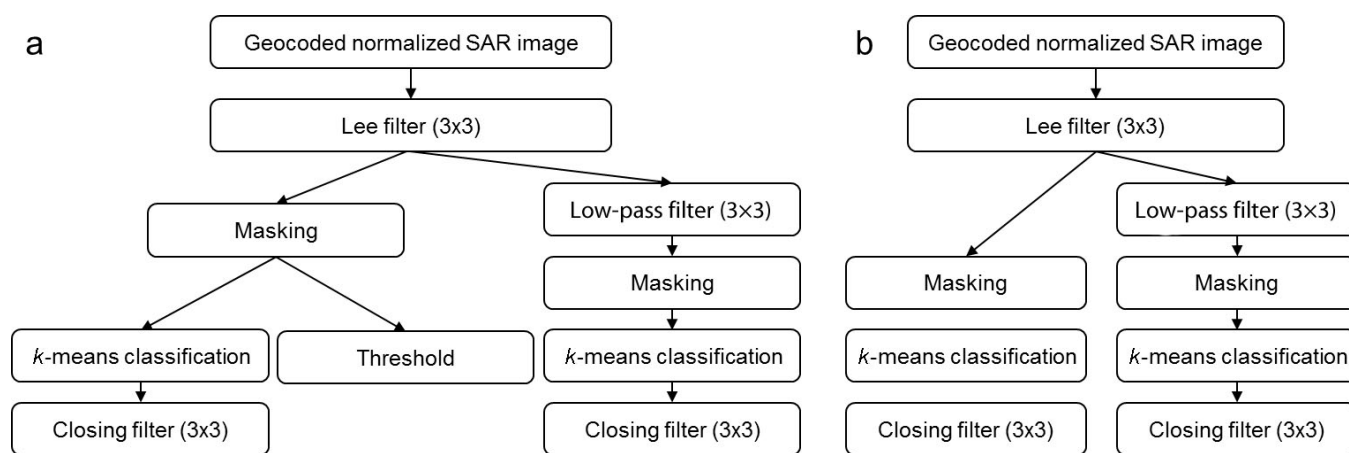 a
Geocoded normalized SAR image
Lee filter (3x3)
Masking
Low-pass filter (3×3)
Masking
k-means classification
Threshold
k-means classification
Closing filter (3x3)
Closing filter (3x3)
b
Geocoded normalized SAR image
Lee filter (3x3)
Low-pass filter (3×3)
Masking
Masking
k-means classification
k-means classification
Closing filter (3x3)
Closing filter (3x3)